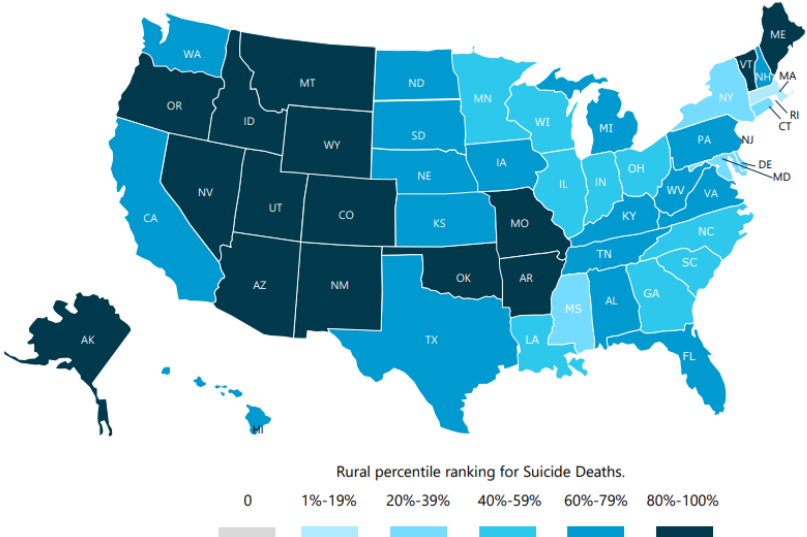 ME
WA
VT
NH
MA
MT
ND
MN
OR
NY
ID
WI
RI
SD
MI
CT
WY
PA
NJ
IA
NE
OH
DE
IL
IN
MD
NV
UT
WV
VA
CO
CA
KS
MO
KY
NC
TN
OK
AR
SC
AZ
NM
GA
MS
AL
AK
TX
LA
FL
HI
Rural percentile ranking for Suicide Deaths.
0 1%-19% 20%-39% 40%-59% 60%-79% 80%-100%